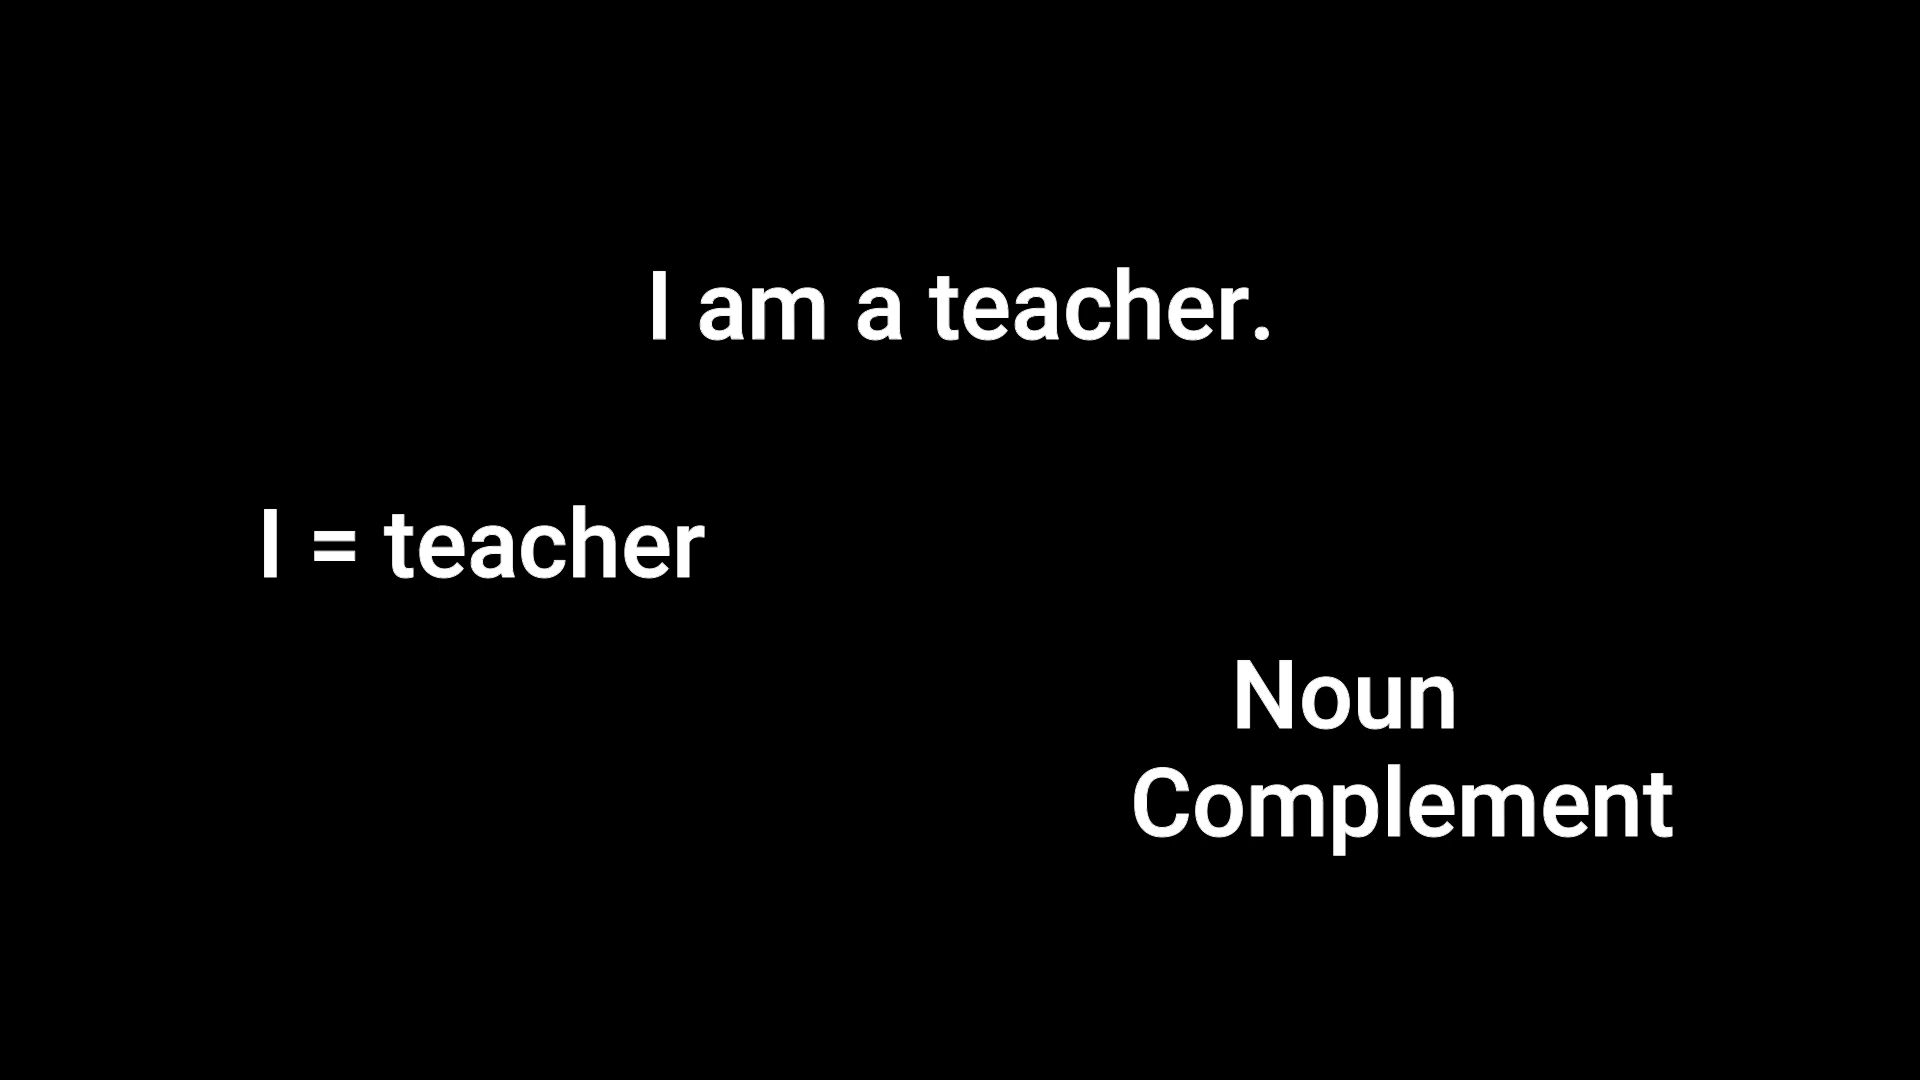 I am a teacher.
I = teacher
Noun
Complement